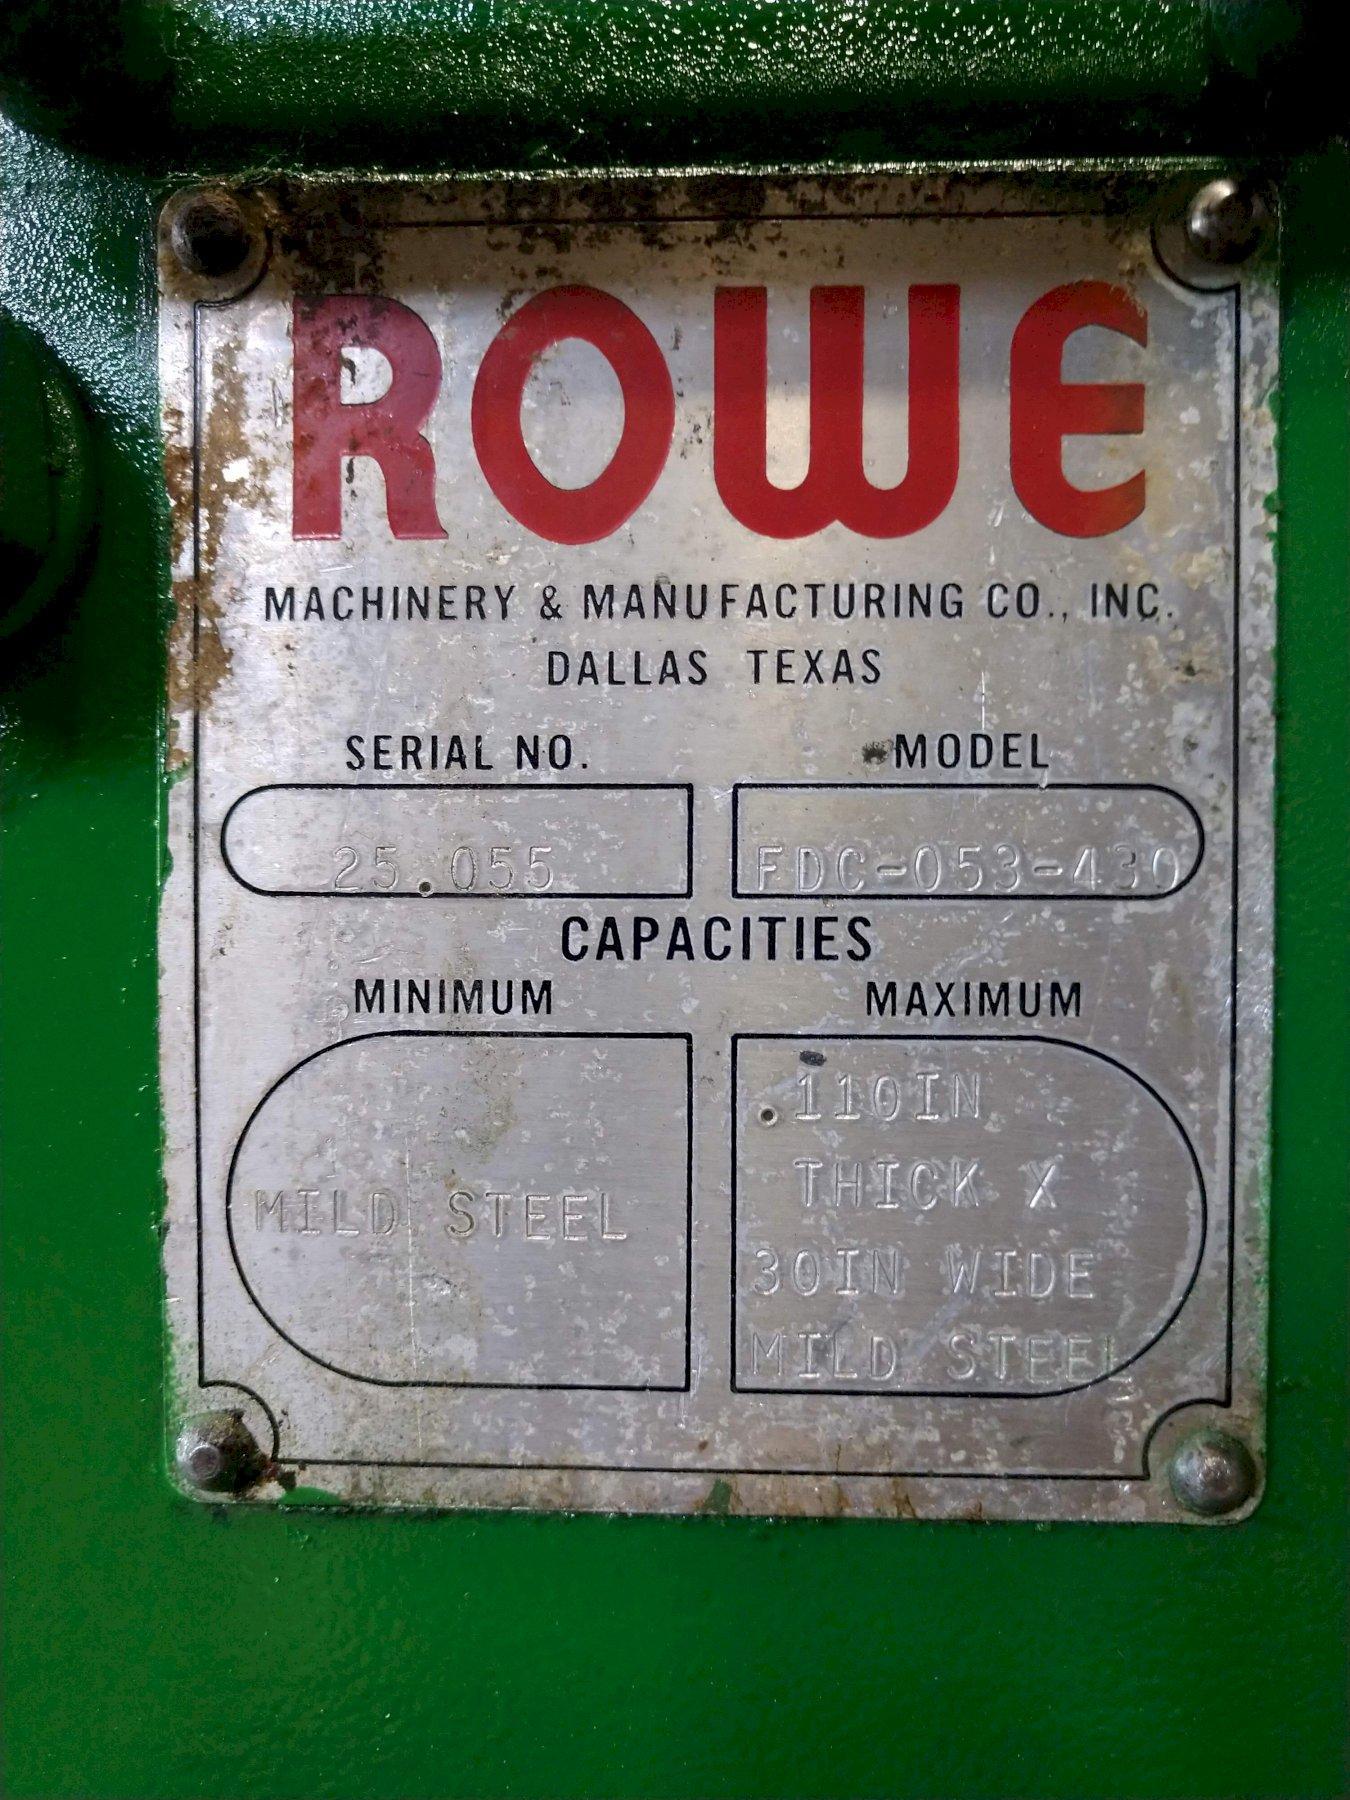 ROWE
MACHINERY & MANUFACTURING CO., INC.
DALLAS TEXAS
SERIAL NO. MODEL
25.055 FDC-053-430
CAPACITIES
MINIMUM MAXIMUM
.110IN
THICK X
MILD STEEL
30IN WIDE
MILD STEEL